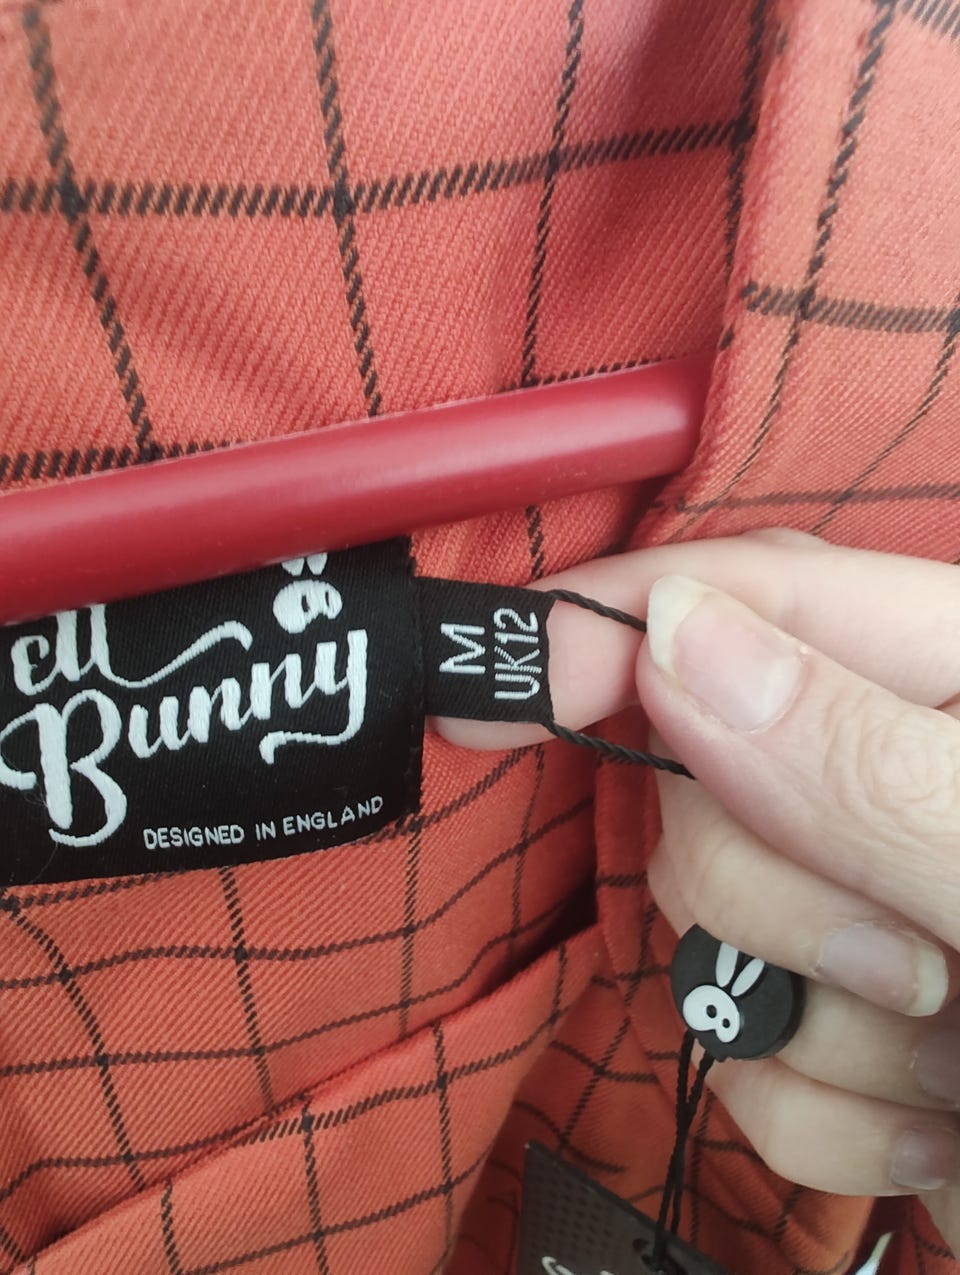 ell
Bunny
DESIGNED IN ENGLAND
M
UK12